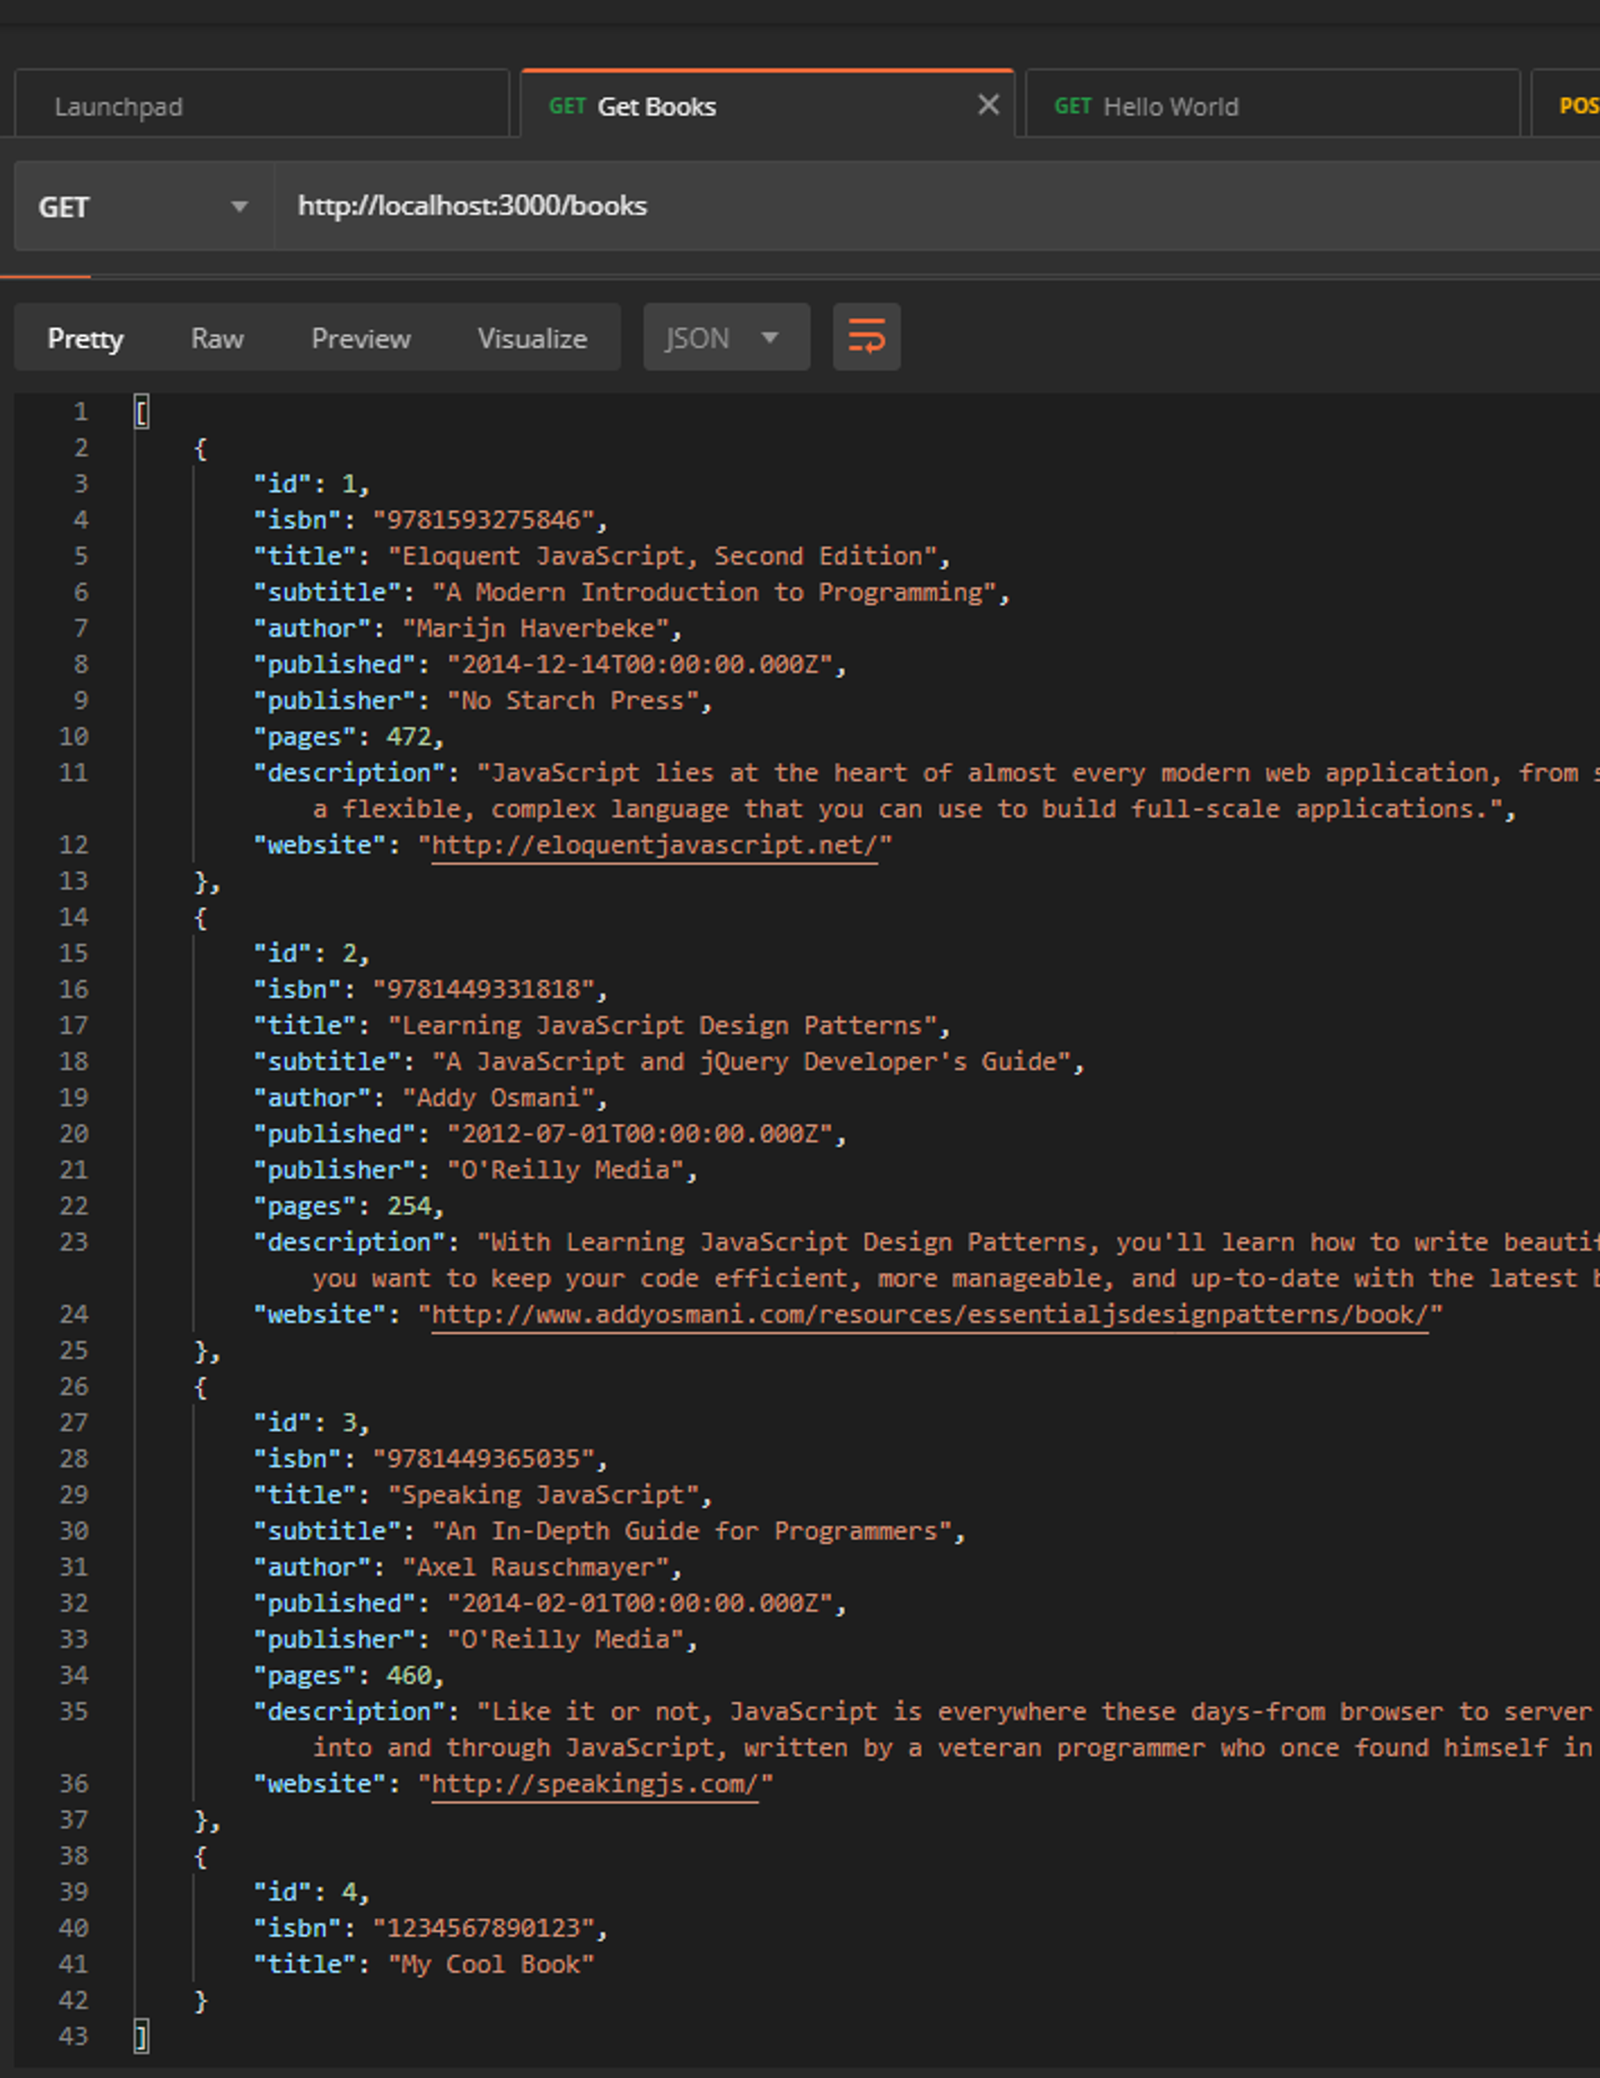 Launchpad
GET Get Books
GET Hello World
POS
GET
http://localhost:3000/books
Pretty Raw Preview Visualize JSON
1 [
2 {
3 "id": 1,
4 "isbn": "9781593275846",
5 "title": "Eloquent JavaScript, Second Edition",
6 "subtitle": "A Modern Introduction to Programming",
7 "author": "Marijn Haverbeke",
8 "published": "2014-12-14T00:00:00.000Z",
9 "publisher": "No Starch Press",
10 "pages": 472,
11 "description": "JavaScript lies at the heart of almost every modern web application, from
a flexible, complex language that you can use to build full-scale applications.",
12 "website": "http://eloquentjavascript.net/"
13 },
14 {
15 "id": 2,
16 "isbn": "9781449331818",
17 "title": "Learning JavaScript Design Patterns",
18 "subtitle": "A JavaScript and jQuery Developer's Guide",
19 "author": "Addy Osmani",
20 "published": "2012-07-01T00:00:00.000Z",
21 "publisher": "O'Reilly Media",
22 "pages": 254,
23 "description": "With Learning JavaScript Design Patterns, you'll learn how to write beautif
you want to keep your code efficient, more manageable, and up-to-date with the latest
24 "website": "http://www.addyosmani.com/resources/essentialjsdesignpatterns/book/"
25 },
26 {
27 "id": 3,
28 "isbn": "9781449365035",
29 "title": "Speaking JavaScript",
30 "subtitle": "An In-Depth Guide for Programmers",
31 "author": "Axel Rauschmayer",
32 "published": "2014-02-01T00:00:00.000Z",
33 "publisher": "O'Reilly Media",
34 "pages": 460,
35 "description": "Like it or not, JavaScript is everywhere these days-from browser to server
into and through JavaScript, written by a veteran programmer who once found himself in
36 "website": "http://speakingjs.com/"
37 },
38 {
39 "id": 4,
40 "isbn": "1234567890123",
41 "title": "My Cool Book"
42 }
43 ]